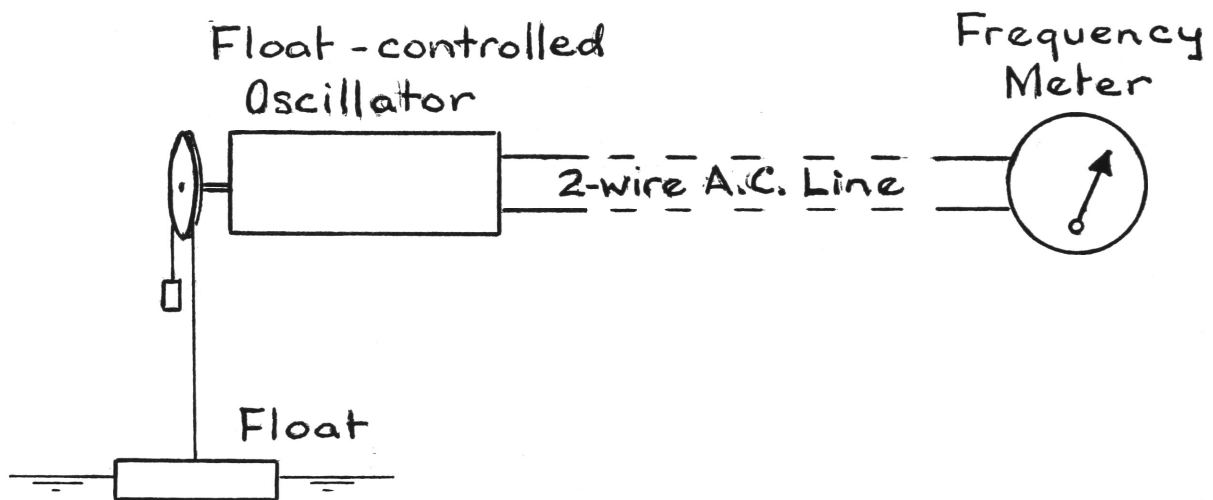 Float-controlled
Oscillator
Frequency
Meter
2-wire A.C. Line
Float